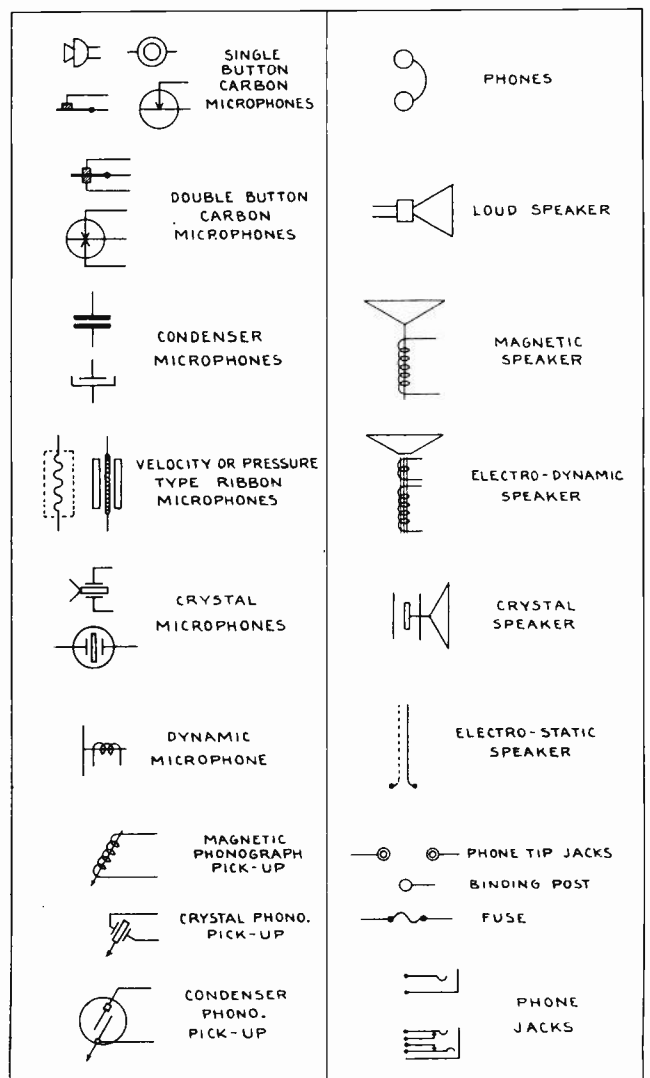 SINGLE
BUTTON
CARBON
MICROPHONES
DOUBLE BUTTON
CARBON
MICROPHONES
CONDENSER
MICROPHONES
VELOCITY OR PRESSURE
TYPE RIBBON
MICROPHONES
CRYSTAL
MICROPHONES
DYNAMIC
MICROPHONE
MAGNETIC
PHONOGRAPH
PICK-UP
CRYSTAL PHONO.
PICK-UP
CONDENSER
PHONO.
PICK-UP
PHONES
LOUD SPEAKER
MAGNETIC
SPEAKER
ELECTRO-DYNAMIC
SPEAKER
CRYSTAL
SPEAKER
ELECTRO-STATIC
SPEAKER
PHONE TIP JACKS
BINDING POST
FUSE
PHONE
JACKS